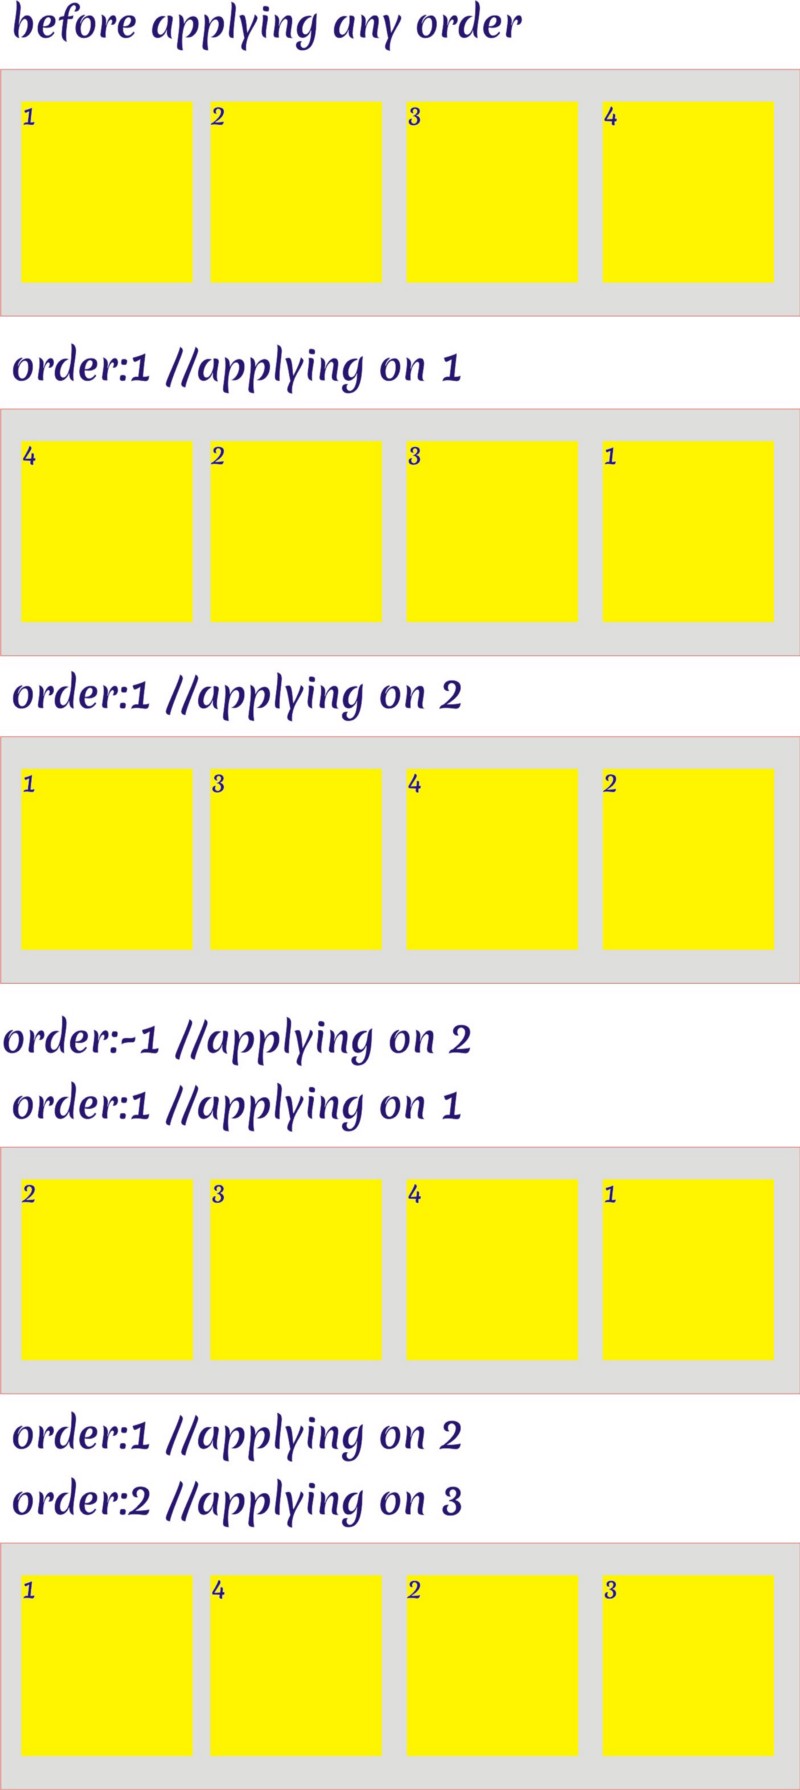 before applying any order
1 2 3 4
order:1 //applying on 1
4 2 3 1
order:1 //applying on 2
1 3 4 2
order:-1 //applying on 2
order:1 //applying on 1
2 3 4 1
order:1 //applying on 2
order:2 //applying on 3
1 4 2 3